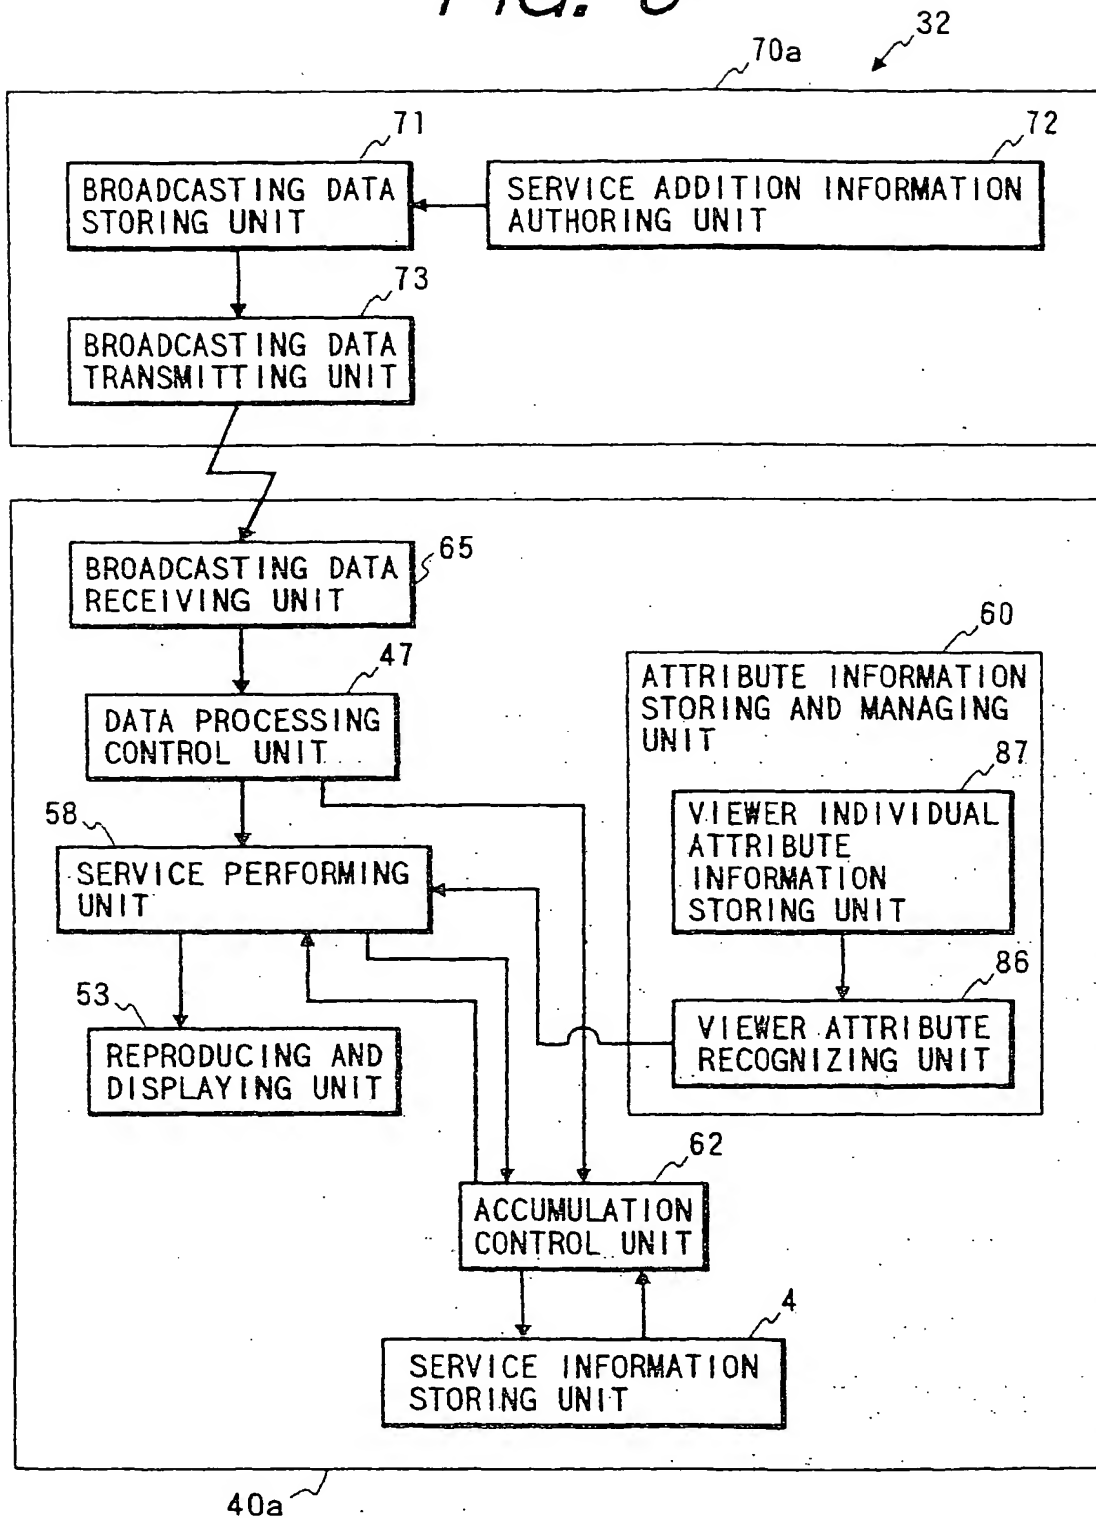 32
70a
71
72
BROADCASTING DATA
STORING UNIT
SERVICE ADDITION INFORMATION
AUTHORING UNIT
73
BROADCASTING DATA
TRANSMITTING UNIT
65
BROADCASTING DATA
RECEIVING UNIT
60
47
ATTRIBUTE INFORMATION
STORING AND MANAGING
UNIT
DATA PROCESSING
CONTROL UNIT
87
58
VIEWER INDIVIDUAL
ATTRIBUTE
INFORMATION
STORING UNIT
SERVICE PERFORMING
UNIT
86
53
VIEWER ATTRIBUTE
RECOGNIZING UNIT
REPRODUCING AND
DISPLAYING UNIT
62
ACCUMULATION
CONTROL UNIT
4
SERVICE INFORMATION
STORING UNIT
40a